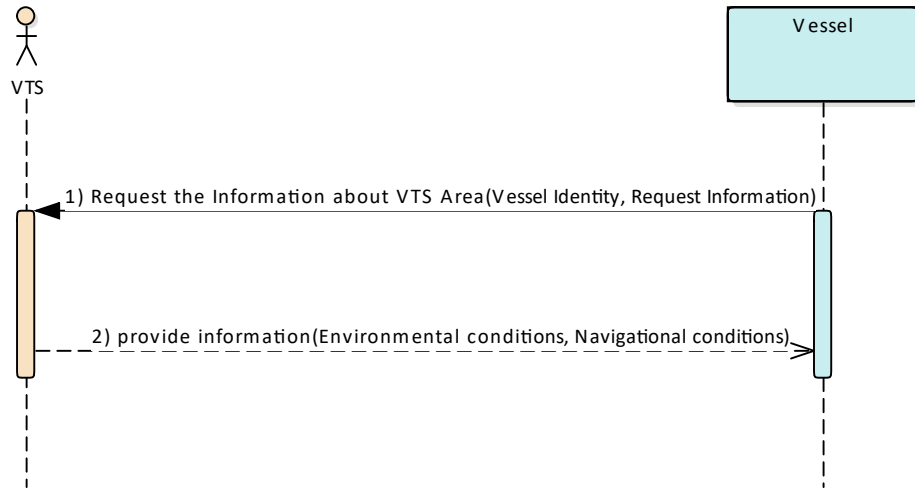 VTS
Vessel
1) Request the Information about VTS Area(Vessel Identity, Request Information)
2) provide information(Environmental conditions, Navigational conditions)